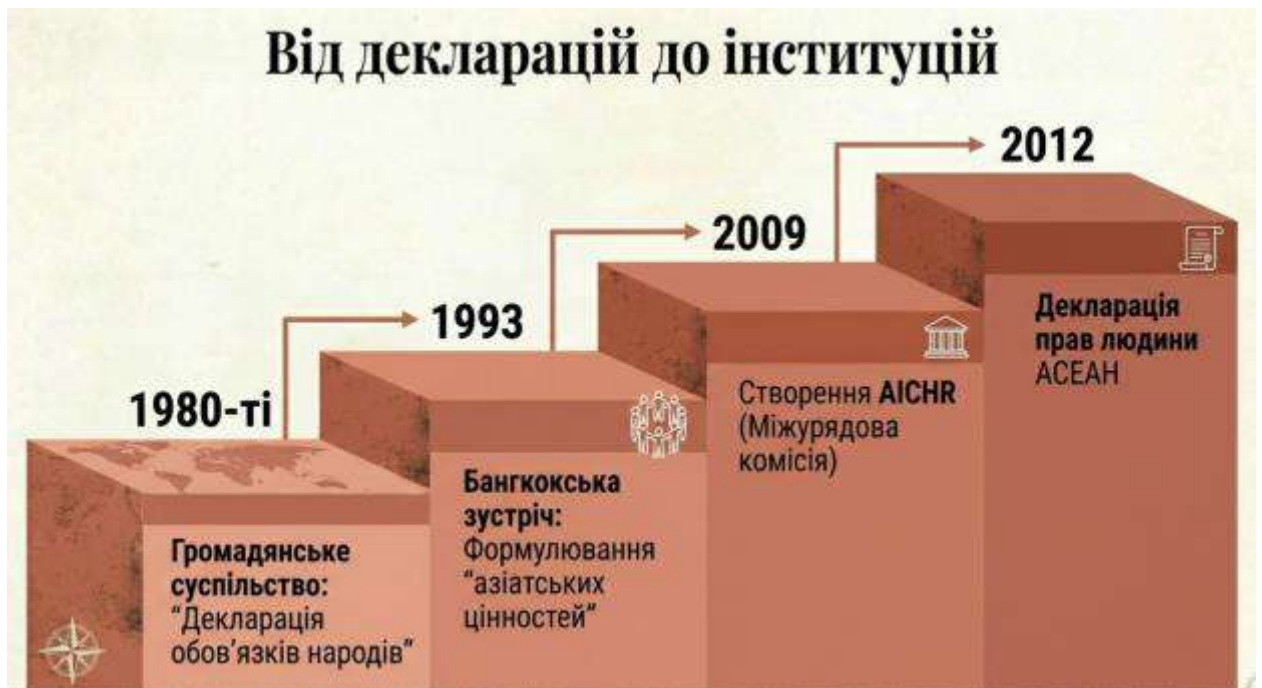 Від декларацій до інституцій
1980-ті
Громадянське
суспільство:
“Декларація
обов’язків народів”
1993
Бангкокська
зустріч:
Формулювання
“азіатських
цінностей”
2009
Створення AICHR
(Міжурядова
комісія)
2012
Декларація
прав людини
АСЕАН